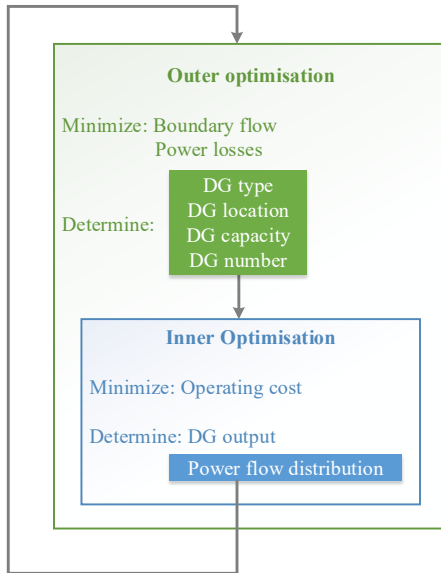 Outer optimisation
Minimize: Boundary flow
Power losses
Determine:
DG type
DG location
DG capacity
DG number
Inner Optimisation
Minimize: Operating cost
Determine: DG output
Power flow distribution